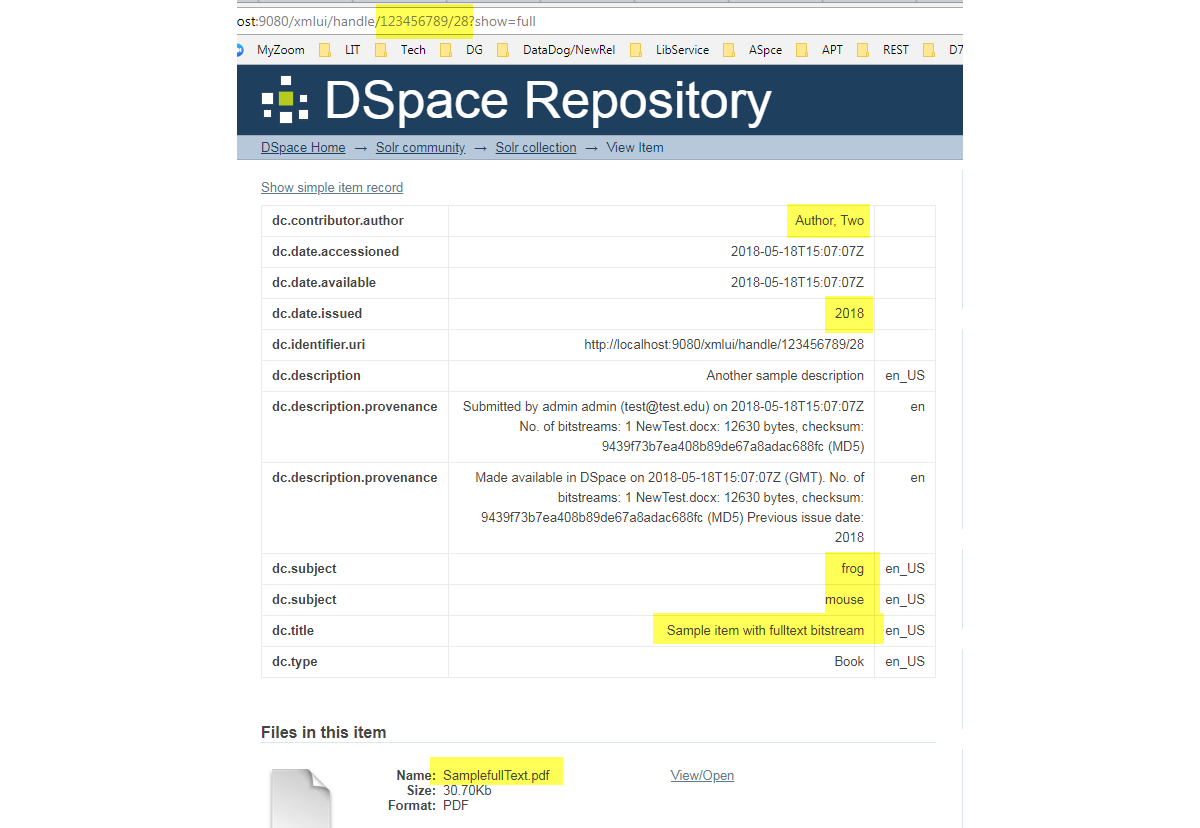 ost:9080/xmlui/handle/123456789/28?show=full
MyZoom LIT Tech DG DataDog/NewRel LibService ASpce APT REST D7
DSpace Repository
DSpace Home → Solr community → Solr collection → View Item
Show simple item record
dc.contributor.author Author, Two
dc.date.accessioned 2018-05-18T15:07:07Z
dc.date.available 2018-05-18T15:07:07Z
dc.date.issued 2018
dc.identifier.uri http://localhost:9080/xmlui/handle/123456789/28
dc.description Another sample description en_US
dc.description.provenance Submitted by admin admin (test@test.edu) on 2018-05-18T15:07:07Z en
No. of bitstreams: 1 NewTest.docx: 12630 bytes, checksum:
9439f73b7ea408b89de67a8adac688fc (MD5)
dc.description.provenance Made available in DSpace on 2018-05-18T15:07:07Z (GMT). No. of en
bitstreams: 1 NewTest.docx: 12630 bytes, checksum:
9439f73b7ea408b89de67a8adac688fc (MD5) Previous issue date:
2018
dc.subject frog en_US
dc.subject mouse en_US
dc.title Sample item with fulltext bitstream en_US
dc.type Book en_US
Files in this item
Name: SamplefullText.pdf View/Open
Size: 30.70Kb
Format: PDF